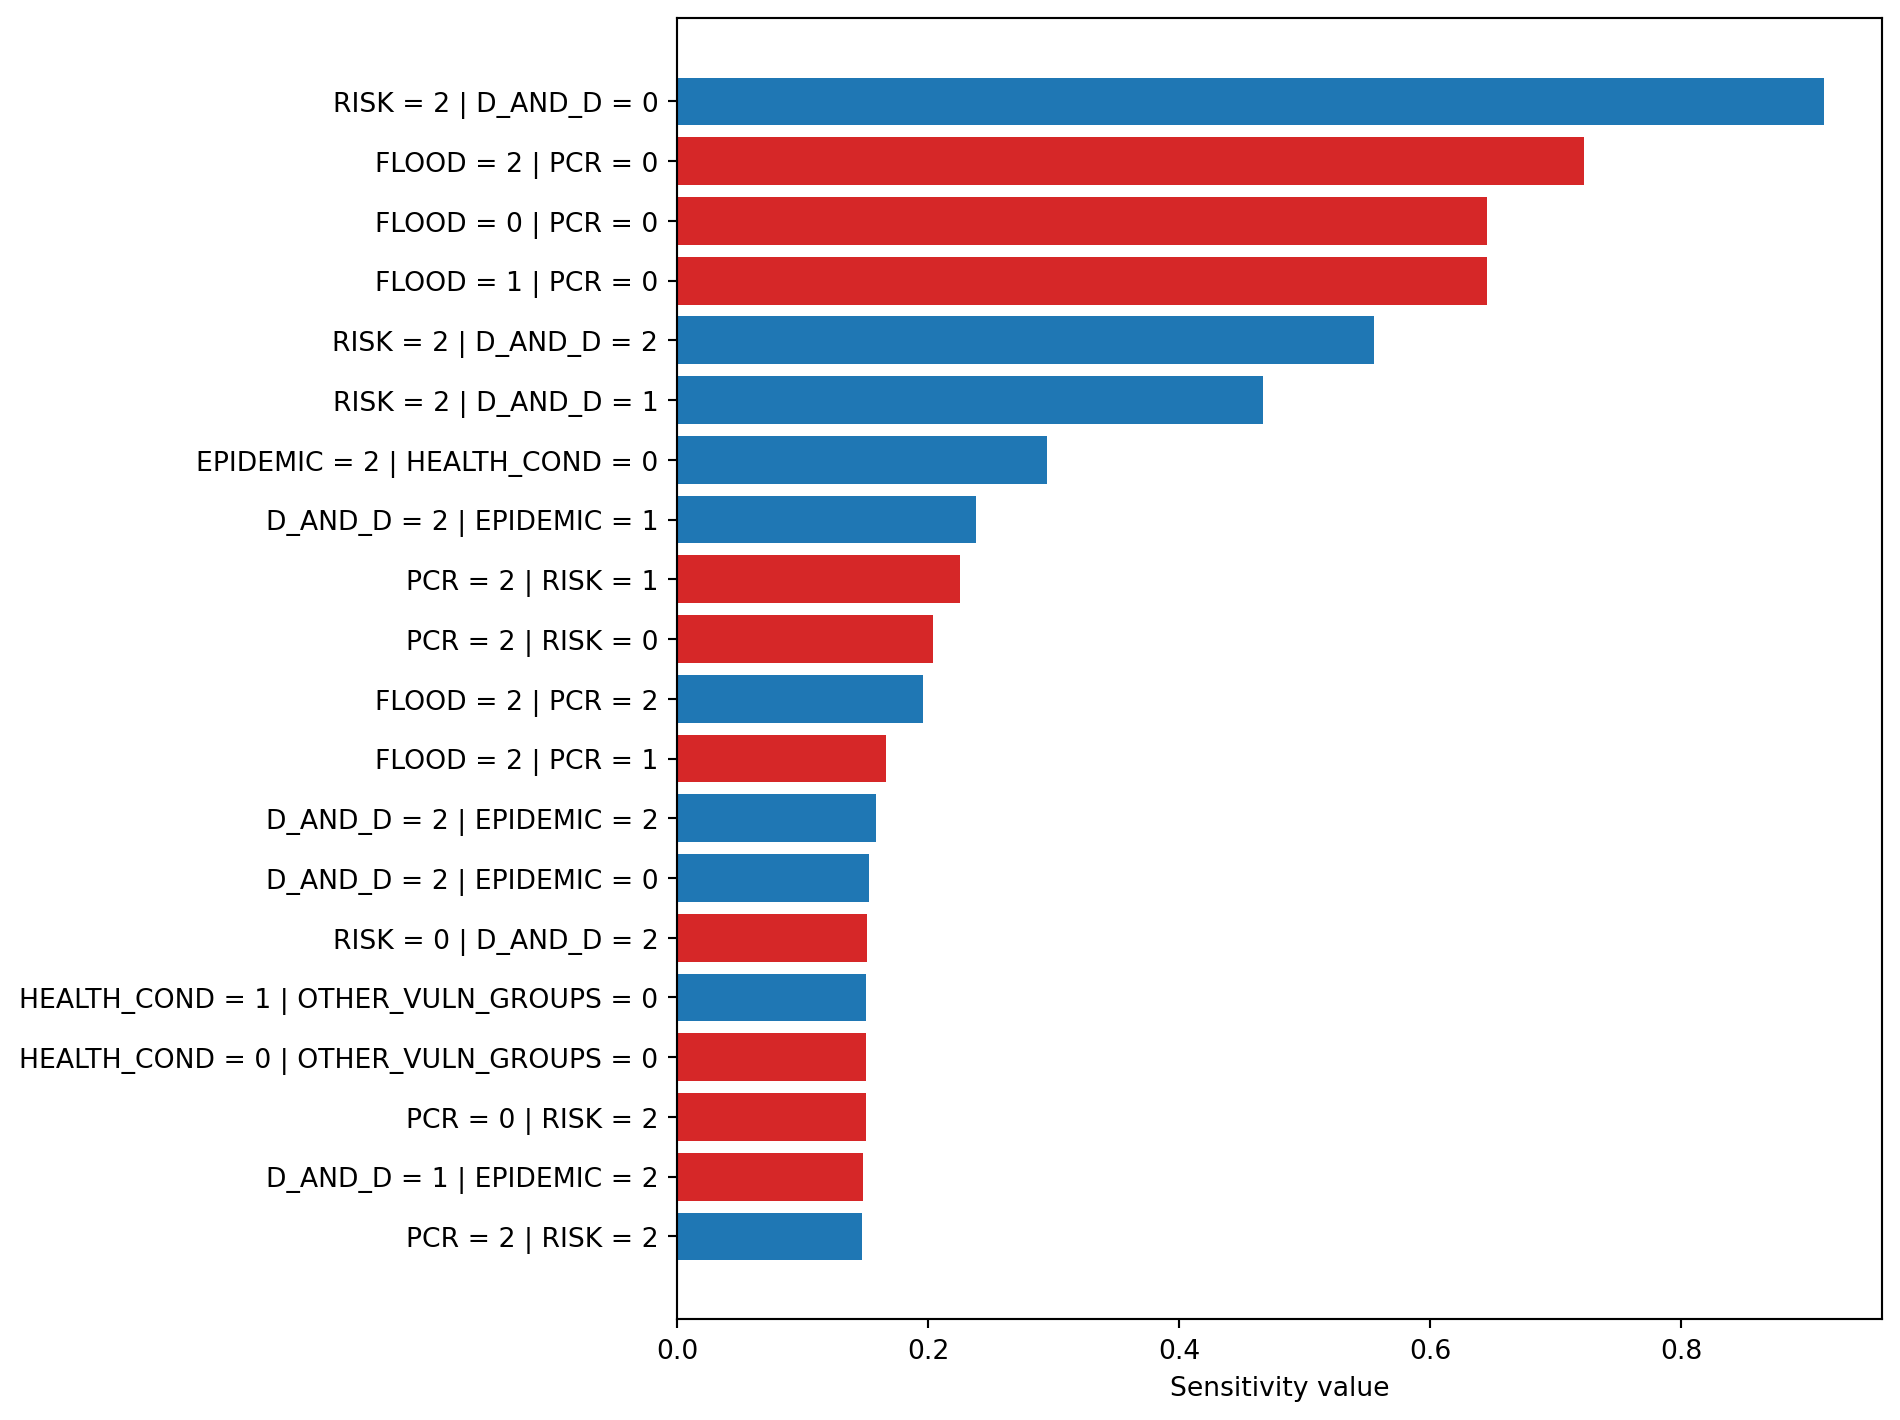 RISK = 2 | D_AND_D = 0
FLOOD = 2 | PCR = 0
FLOOD = 0 | PCR = 0
FLOOD = 1 | PCR = 0
RISK = 2 | D_AND_D = 2
RISK = 2 | D_AND_D = 1
EPIDEMIC = 2 | HEALTH_COND = 0
D_AND_D = 2 | EPIDEMIC = 1
PCR = 2 | RISK = 1
PCR = 2 | RISK = 0
FLOOD = 2 | PCR = 2
FLOOD = 2 | PCR = 1
D_AND_D = 2 | EPIDEMIC = 2
D_AND_D = 2 | EPIDEMIC = 0
RISK = 0 | D_AND_D = 2
HEALTH_COND = 1 | OTHER_VULN_GROUPS = 0
HEALTH_COND = 0 | OTHER_VULN_GROUPS = 0
PCR = 0 | RISK = 2
D_AND_D = 1 | EPIDEMIC = 2
PCR = 2 | RISK = 2
0.0 0.2 0.4 0.6 0.8
Sensitivity value